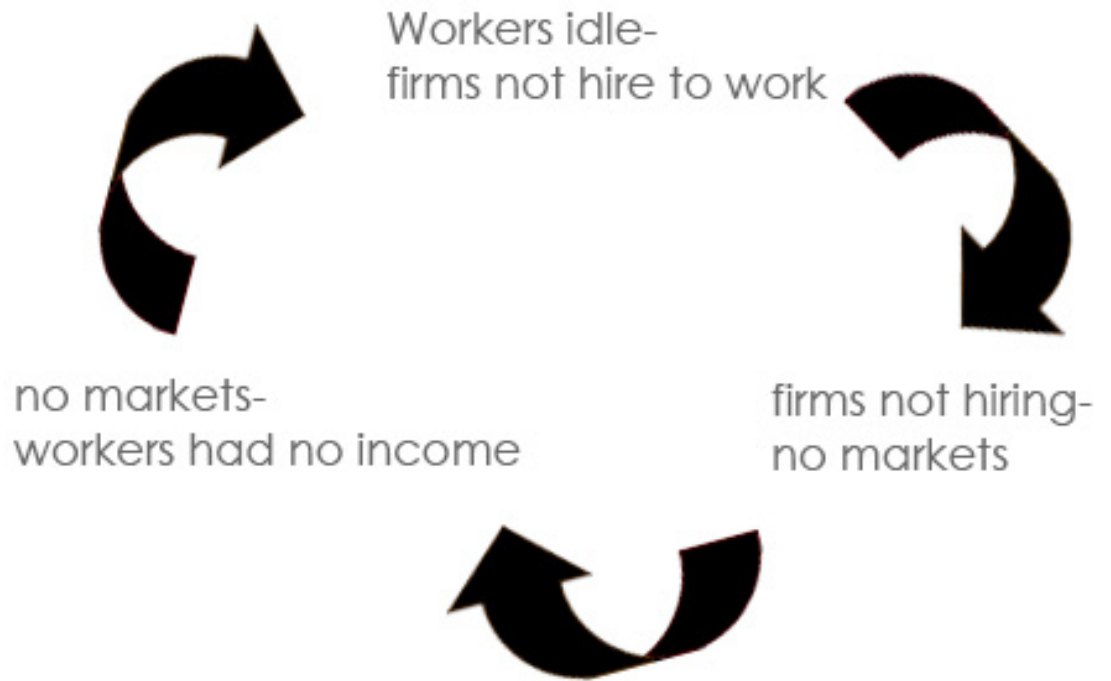 Workers idle-
firms not hire to work
firms not hiring-
no markets
no markets-
workers had no income